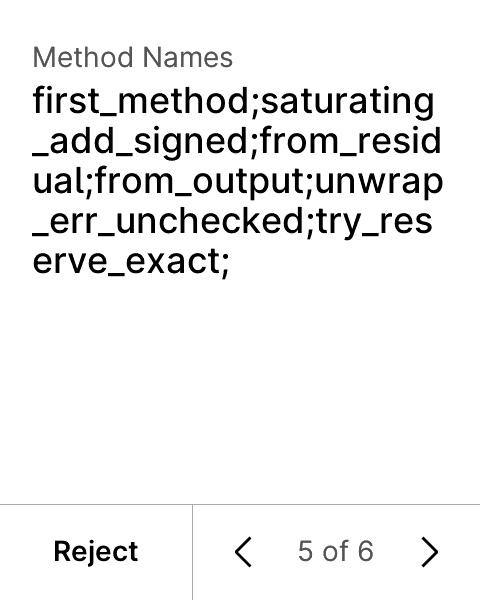 Method Names
first_method;saturating
_add_signed;from_resid
ual;from_output;unwrap
_err_unchecked;try_res
erve_exact;
Reject
5 of 6